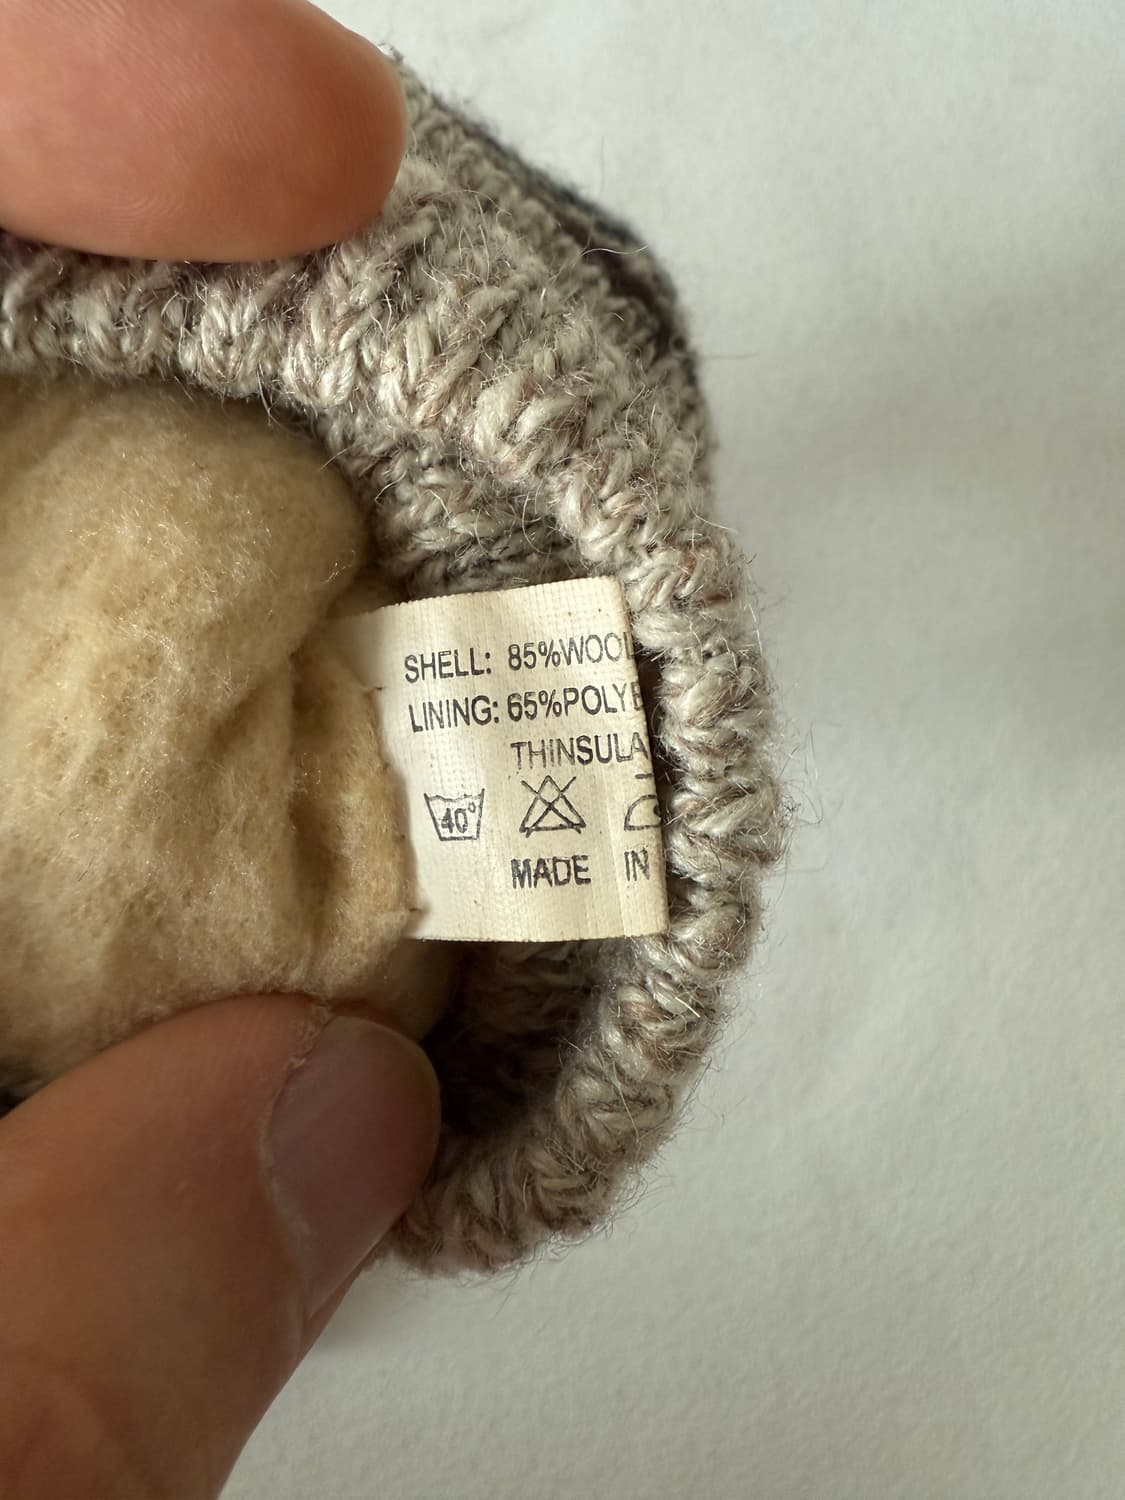 SHELL: 85%WOOL
LINING: 65%POLYE
THINSULA
40°
MADE IN